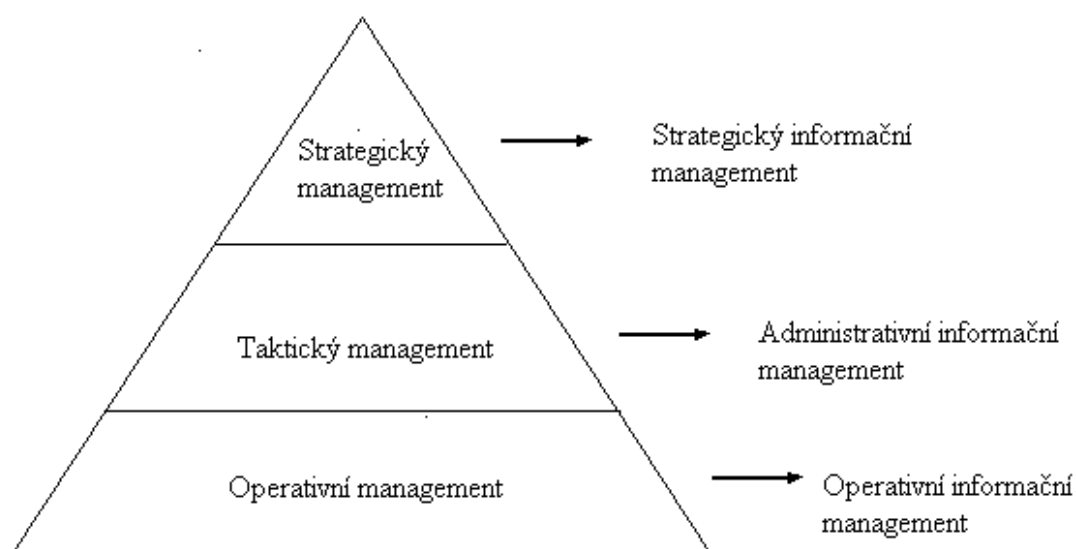 Strategický
management
Strategický informační
management
Taktický management
Administrativní informační
management
Operativní management
Operativní informační
management